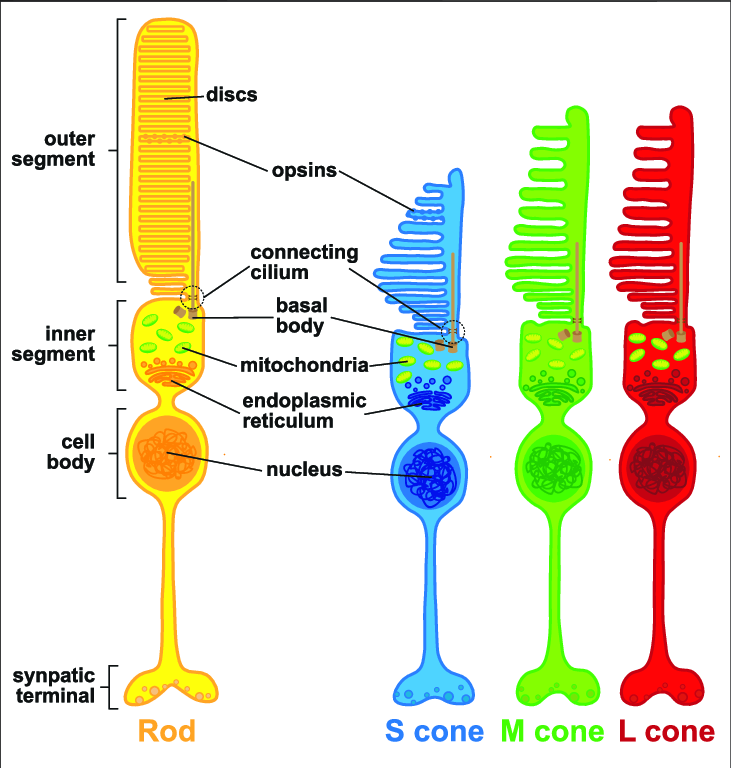 discs
outer
segment
opsins
connecting
cilium
basal
body
inner
segment
mitochondria
endoplasmic
reticulum
cell
body
nucleus
synpatic
terminal
Rod
S cone
M cone
L cone